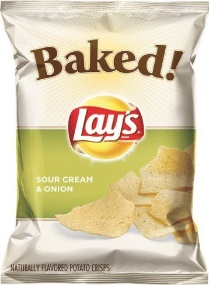 Baked!
Lay's
SOUR CREAM
& ONION
NATURALLY FLAVORED POTATO CRISPS